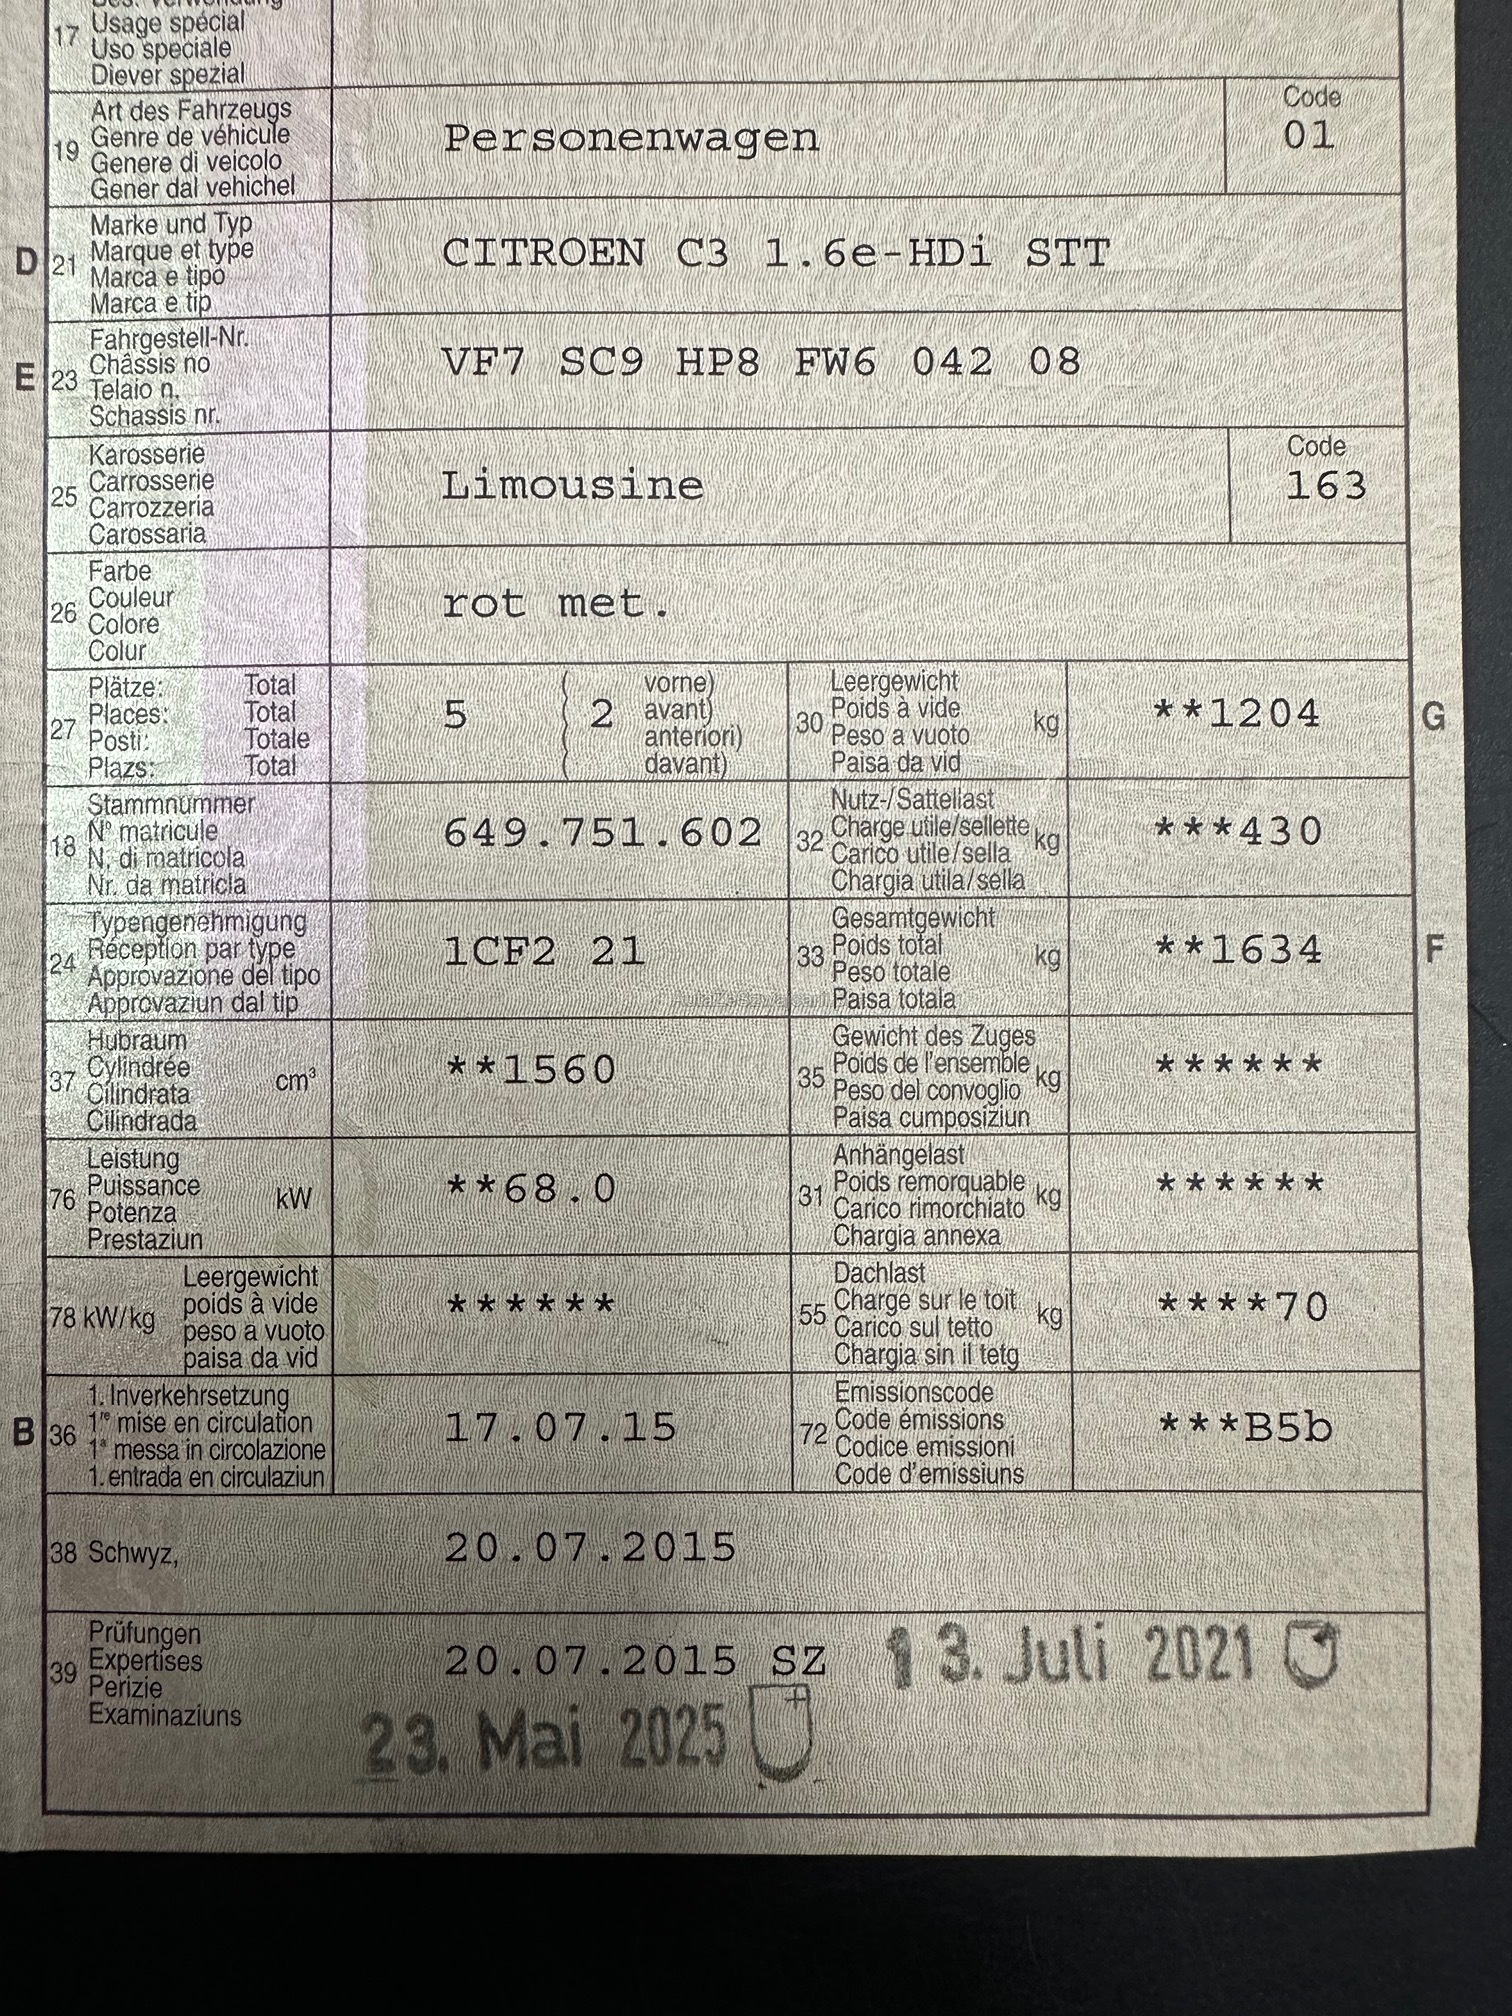 17 Usage spécial
Uso speciale
Diever spezial
19 Art des Fahrzeugs
Genre de véhicule
Genere di veicolo
Gener dal vehichel
Personenwagen
Code
01
D 21 Marke und Typ
Marque et type
Marca e tipo
Marca e tip
CITROEN C3 1.6e-HDi STT
E 23 Fahrgestell-Nr.
Châssis no
Telaio n.
Schassis nr.
VF7 SC9 HP8 FW6 042 08
25 Karosserie
Carrosserie
Carrozzeria
Carossaria
Limousine
Code
163
26 Farbe
Couleur
Colore
Colur
rot met.
27 Plätze: Total
Places: Total
Posti: Totale
Plazs: Total
5 ( 2 vorne)
avant)
anteriori)
davant)
30 Leergewicht
Poids à vide kg
Peso a vuoto
Paisa da vid
**1204 G
18 Stammnummer
N° matricule
N. di matricola
Nr. da matricla
649.751.602
32 Nutz-/Sattellast
Charge utile/sellette kg
Carico utile/sella
Chargia utila/sella
***430
24 Typengenehmigung
Réception par type
Approvazione del tipo
Approvaziun dal tip
1CF2 21
33 Gesamtgewicht
Poids total kg
Peso totale
Paisa totala
**1634 F
37 Hubraum
Cylindrée cm³
Cilindrata
Cilindrada
**1560
35 Gewicht des Zuges
Poids de l'ensemble kg
Peso del convoglio
Paisa cumposiziun
******
76 Leistung
Puissance kW
Potenza
Prestaziun
**68.0
31 Anhängelast
Poids remorquable kg
Carico rimorchiato
Chargia annexa
******
78 kW/kg Leergewicht
poids à vide
peso a vuoto
paisa da vid
******
55 Dachlast
Charge sur le toit kg
Carico sul tetto
Chargia sin il tetg
****70
B 36 1. Inverkehrsetzung
1re mise en circulation
1a messa in circolazione
1. entrada en circulaziun
17.07.15
72 Emissionscode
Code émissions
Codice emissioni
Code d'emissiuns
***B5b
38 Schwyz, 20.07.2015
39 Prüfungen
Expertises
Perizie
Examinaziuns
20.07.2015 SZ 13. Juli 2021
23. Mai 2025